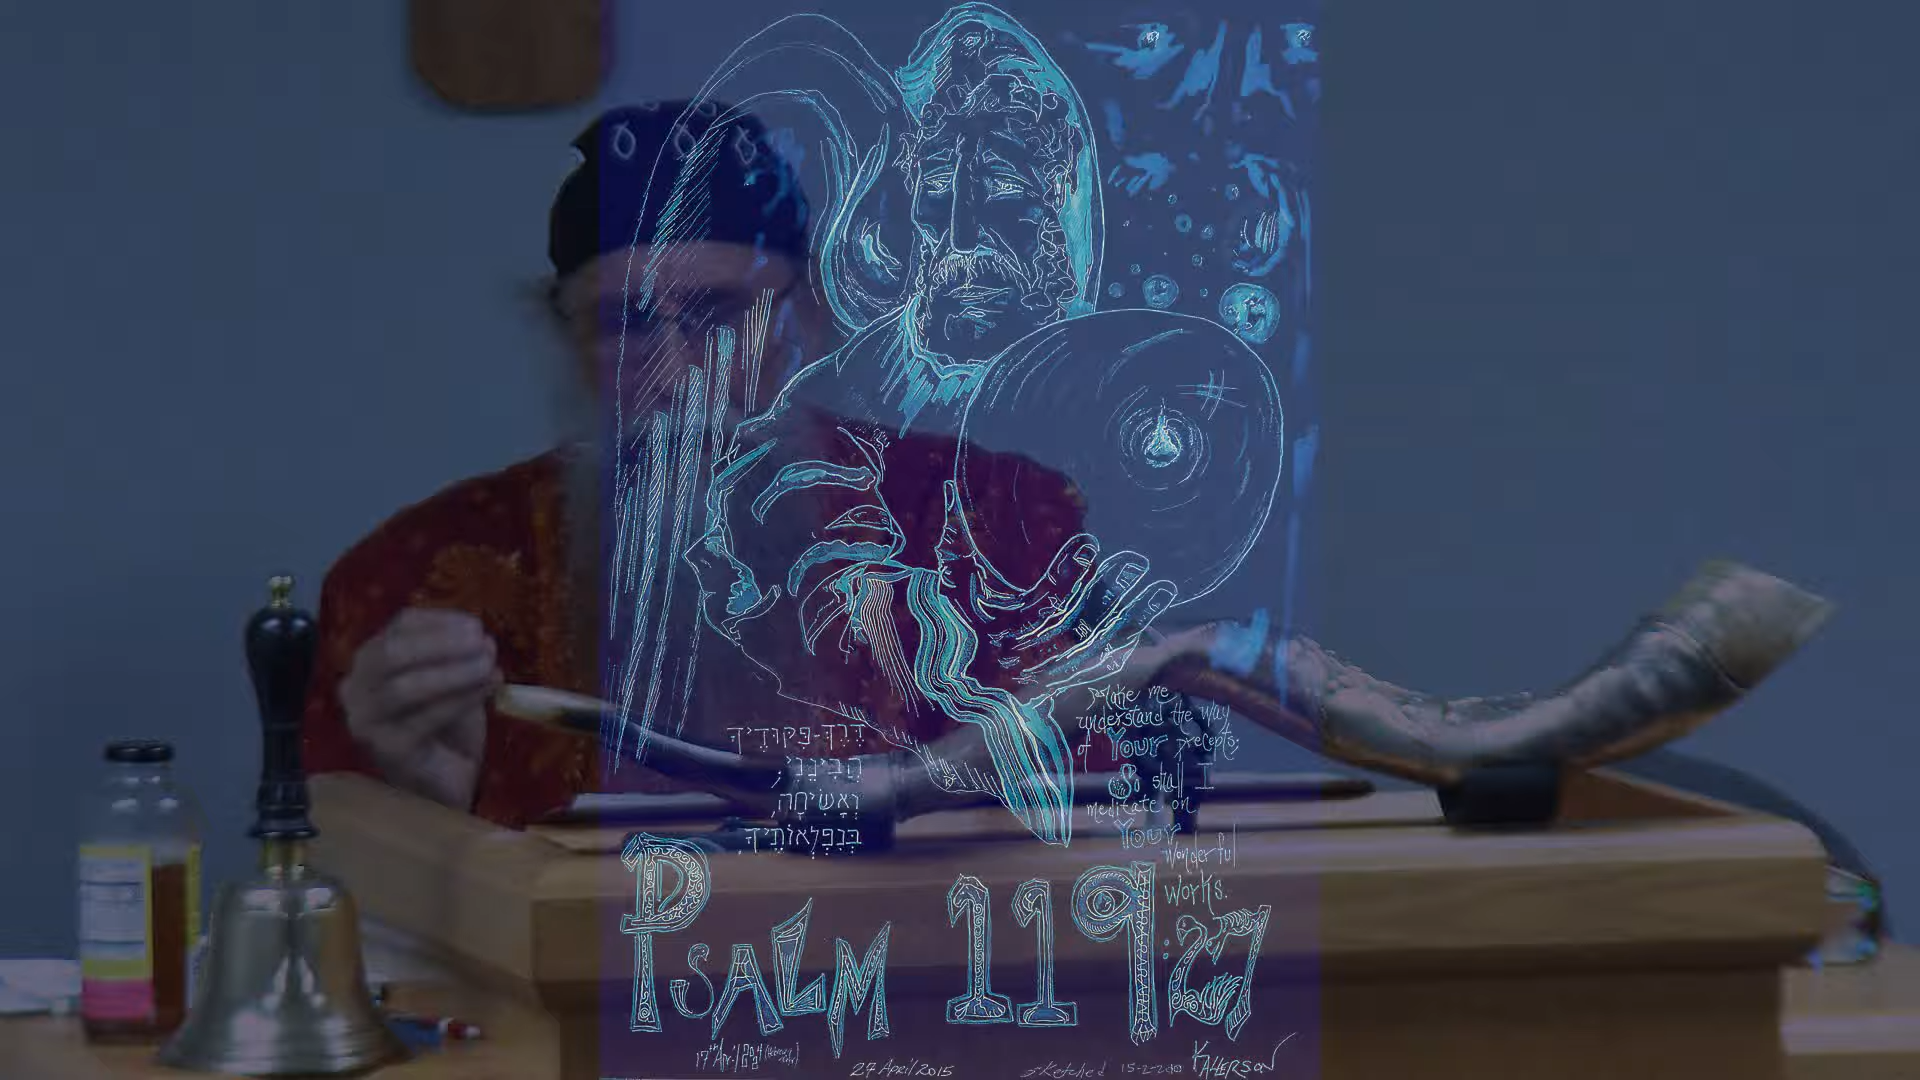 דֶּרֶךְ-פִּקּוּדֶיךָ
הֲבִינֵנִי,
וְאָשִׂיחָה,
בְּנִפְלְאוֹתֶיךָ,
Make me
understand the way
of Your precepts;
So shall I
meditate on
Your
wonderful
works.
Psalm 119:27
27 April 2015
sketched
KALLERSON